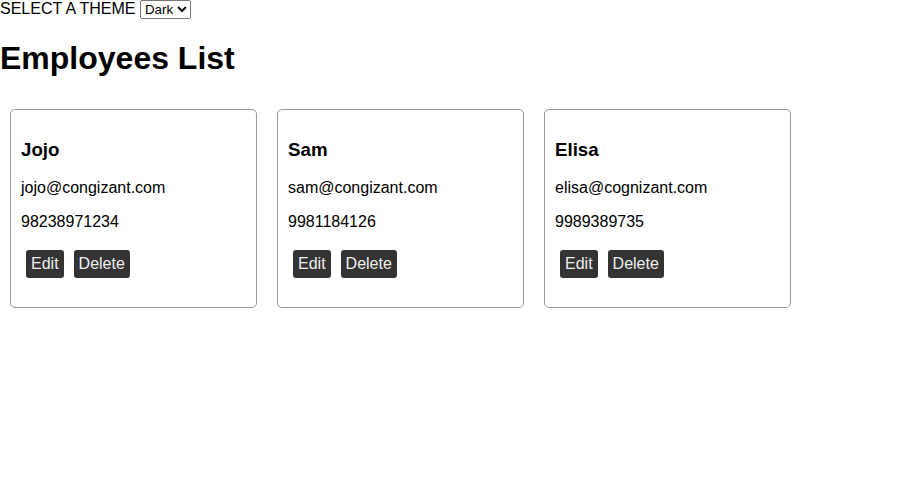 SELECT A THEME Dark
Employees List
Jojo
jojo@congizant.com
98238971234
Edit Delete
Sam
sam@congizant.com
9981184126
Edit Delete
Elisa
elisa@cognizant.com
9989389735
Edit Delete